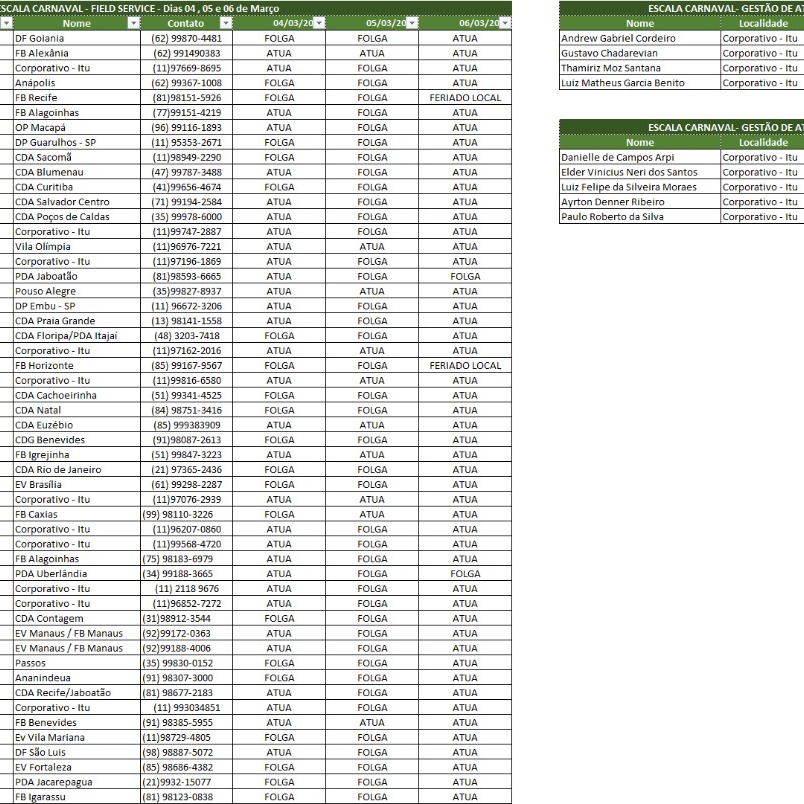 ESCALA CARNAVAL - FIELD SERVICE - Dias 04 , 05 e 06 de Março
Nome Contato 04/03/20 05/03/20 06/03/20
DF Goiania (62) 99870-4481 FOLGA FOLGA ATUA
FB Alexânia (62) 991490383 ATUA ATUA ATUA
Corporativo - Itu (11)97669-8695 ATUA FOLGA ATUA
Anápolis (62) 99367-1008 FOLGA FOLGA ATUA
FB Recife (81)98151-5926 FOLGA FOLGA FERIADO LOCAL
FB Alagoinhas (77)99151-4219 ATUA FOLGA ATUA
OP Macapá (96) 99116-1893 ATUA FOLGA ATUA
DP Guarulhos - SP (11) 95353-2671 FOLGA FOLGA ATUA
CDA Sacomã (11)98949-2290 FOLGA FOLGA ATUA
CDA Blumenau (47) 99787-3488 ATUA FOLGA ATUA
CDA Curitiba (41)99656-4674 FOLGA FOLGA ATUA
CDA Salvador Centro (71) 99194-2584 ATUA FOLGA ATUA
CDA Poços de Caldas (35) 99978-6000 ATUA FOLGA ATUA
Corporativo - Itu (11)99747-2887 ATUA FOLGA ATUA
Vila Olímpia (11)96976-7221 ATUA ATUA ATUA
Corporativo - Itu (11)97196-1869 ATUA FOLGA ATUA
PDA Jaboatão (81)98593-6665 ATUA FOLGA FOLGA
Pouso Alegre (35)99827-8937 ATUA ATUA ATUA
DP Embu - SP (11) 96672-3206 ATUA FOLGA ATUA
CDA Praia Grande (13) 98141-1558 ATUA FOLGA ATUA
CDA Floripa/PDA Itajaí (48) 3203-7418 FOLGA FOLGA ATUA
Corporativo - Itu (11)97162-2016 ATUA ATUA ATUA
FB Horizonte (85) 99167-9567 FOLGA FOLGA FERIADO LOCAL
Corporativo - Itu (11)99816-6580 ATUA ATUA ATUA
CDA Cachoeirinha (51) 99341-4525 FOLGA FOLGA ATUA
CDA Natal (84) 98751-3416 FOLGA FOLGA ATUA
CDA Euzébio (85) 999383909 ATUA ATUA ATUA
CDG Benevides (91)98087-2613 FOLGA FOLGA ATUA
FB Igrejinha (51) 99847-3223 ATUA ATUA ATUA
CDA Rio de Janeiro (21) 97365-2436 FOLGA FOLGA ATUA
EV Brasília (61) 99298-2287 FOLGA FOLGA ATUA
Corporativo - Itu (11)97076-2939 ATUA ATUA ATUA
FB Caxias (99) 98110-3226 FOLGA ATUA ATUA
Corporativo - Itu (11)96207-0860 ATUA FOLGA ATUA
Corporativo - Itu (11)99568-4720 ATUA FOLGA ATUA
FB Alagoinhas (75) 98183-6979 ATUA FOLGA ATUA
PDA Uberlândia (34) 99188-3665 ATUA FOLGA FOLGA
Corporativo - Itu (11) 2118 9676 ATUA FOLGA ATUA
Corporativo - Itu (11)96852-7272 ATUA FOLGA ATUA
CDA Contagem (31)98912-3544 FOLGA FOLGA ATUA
EV Manaus / FB Manaus (92)99172-0363 ATUA FOLGA ATUA
EV Manaus / FB Manaus (92)99188-4006 ATUA FOLGA ATUA
Passos (35) 99830-0152 FOLGA FOLGA ATUA
Ananindeua (91) 98307-3000 FOLGA FOLGA ATUA
CDA Recife/Jaboatão (81) 98677-2183 ATUA FOLGA ATUA
Corporativo - Itu (11) 993034851 ATUA FOLGA ATUA
FB Benevides (91) 98385-5955 ATUA ATUA ATUA
Ev Vila Mariana (11)98729-4805 FOLGA FOLGA ATUA
DF São Luis (98) 98887-5072 ATUA FOLGA ATUA
EV Fortaleza (85) 98686-4382 FOLGA FOLGA ATUA
PDA Jacarepagua (21)9932-15077 ATUA FOLGA ATUA
FB Igarassu (81) 98123-0838 FOLGA FOLGA ATUA
ESCALA CARNAVAL- GESTÃO DE AT
Nome Localidade
Andrew Gabriel Cordeiro Corporativo - Itu
Gustavo Chadarevian Corporativo - Itu
Thamiriz Moz Santana Corporativo - Itu
Luiz Matheus Garcia Benito Corporativo - Itu
ESCALA CARNAVAL- GESTÃO DE AT
Nome Localidade
Danielle de Campos Arpi Corporativo - Itu
Elder Vinicius Neri dos Santos Corporativo - Itu
Luiz Felipe da Silveira Moraes Corporativo - Itu
Ayrton Denner Ribeiro Corporativo - Itu
Paulo Roberto da Silva Corporativo - Itu